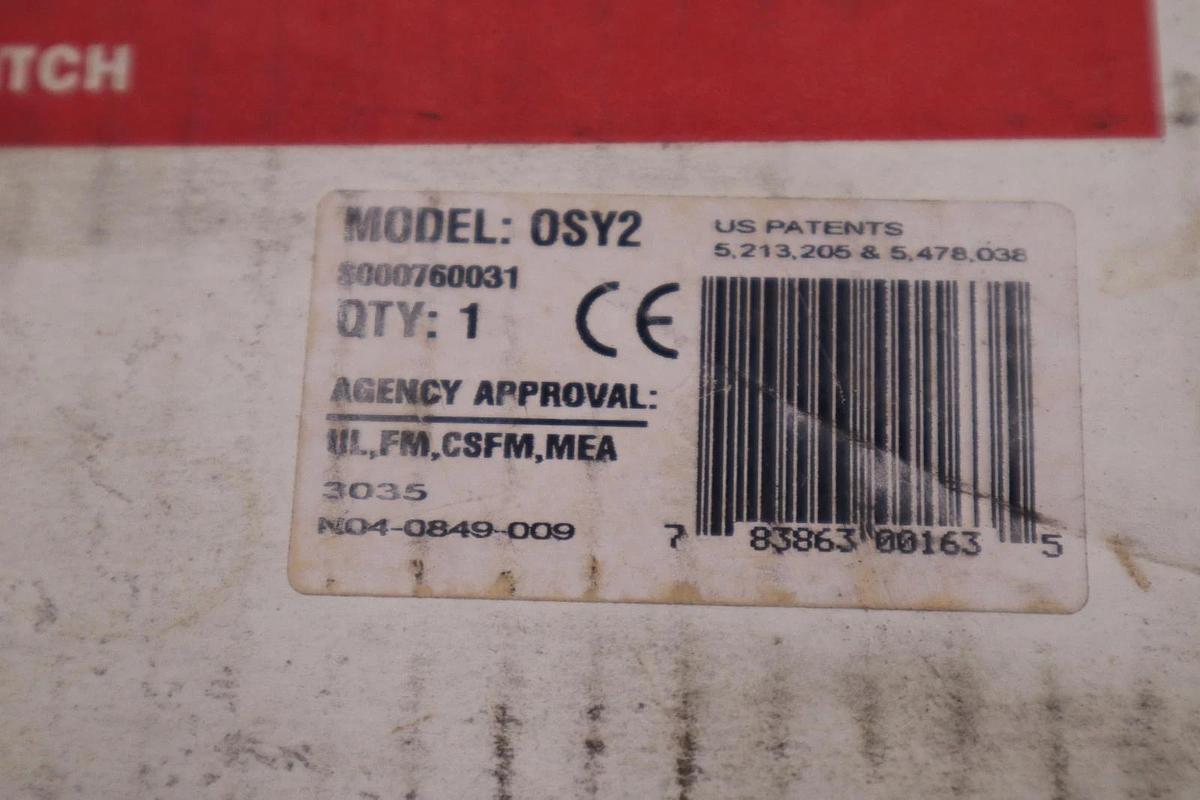 ITCH
MODEL: OSY2
S000760031
QTY: 1
CE
AGENCY APPROVAL:
UL,FM,CSFM,MEA
3035
N04-0849-009
US PATENTS
5,213,205 & 5,478,038
7 83863 00163 5